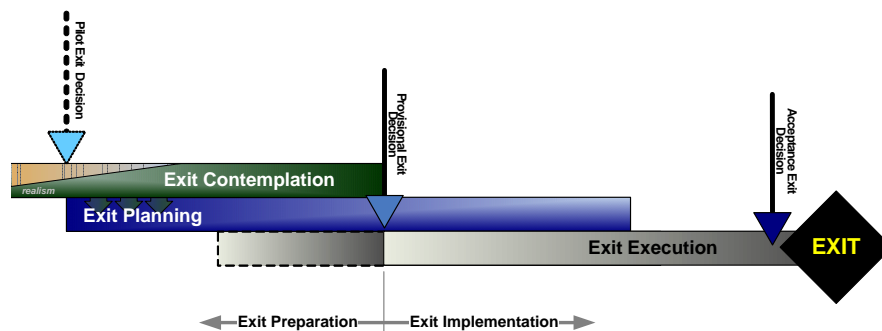 Pilot Exit Decision
Provisional Exit
Decision
Acceptance Exit
Decision
Exit Contemplation
realism
Exit Planning
Exit Execution
EXIT
Exit Preparation
Exit Implementation